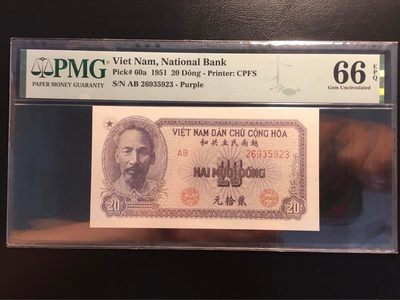 PMG
PAPER MONEY GUARANTY
Viet Nam, National Bank
Pick# 60a 1951 20 Dông - Printer: CPFS
S/N AB 26935923 - Purple
66 EPQ
Gem Uncirculated
VIỆT NAM DÂN CHỦ CỘNG HÒA
和共主民南越
AB 26935923
20
HAI MƯƠI ĐỒNG
元拾貳
20
20